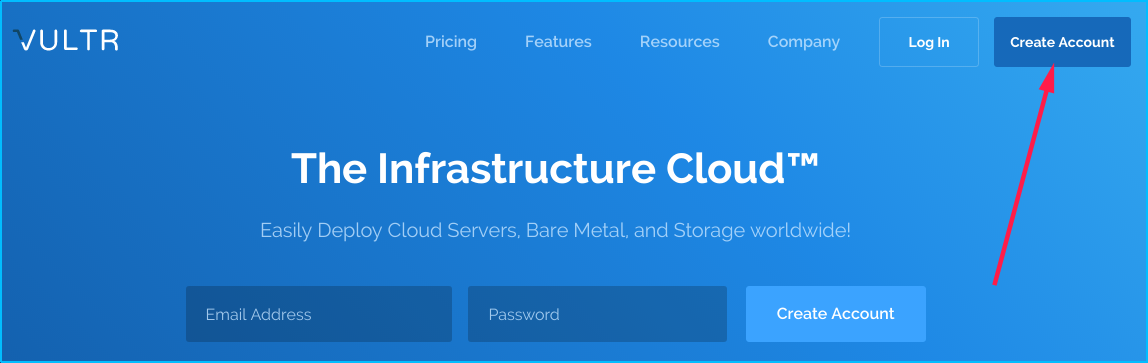 VULTR
Pricing Features Resources Company Log In Create Account
The Infrastructure Cloud™
Easily Deploy Cloud Servers, Bare Metal, and Storage worldwide!
Email Address Password Create Account